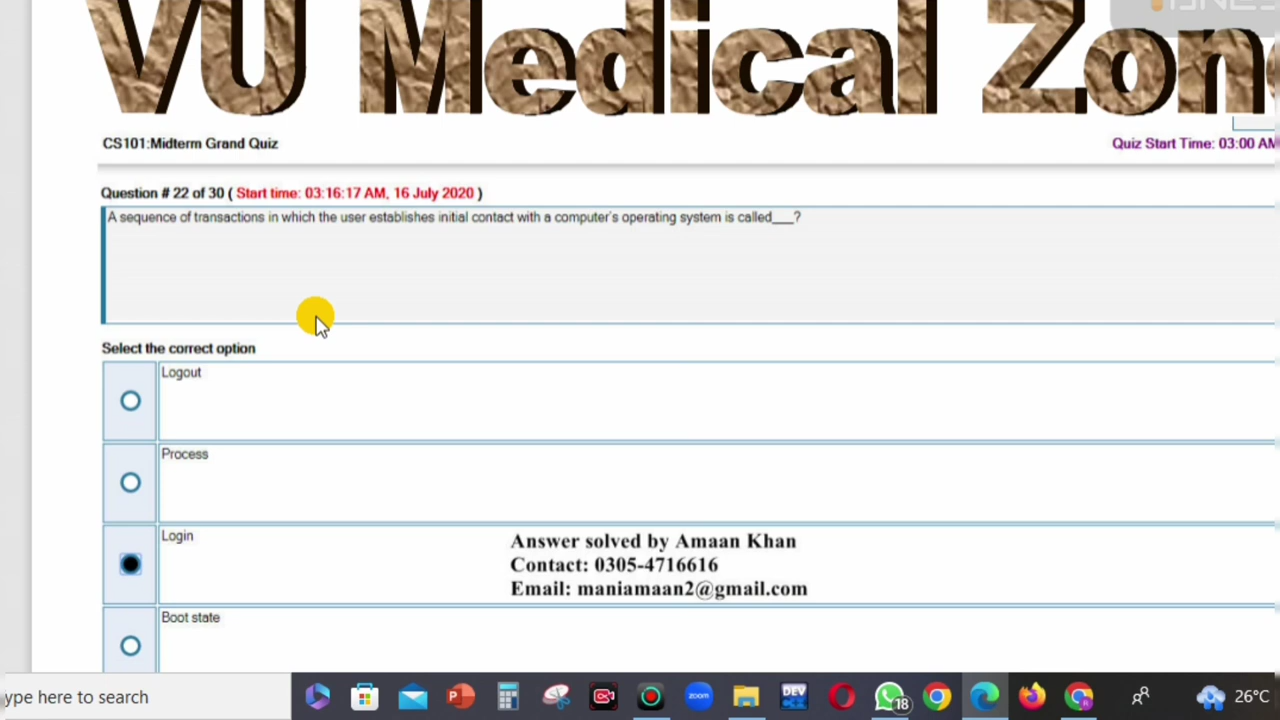 VU Medical Zon
CS101:Midterm Grand Quiz
Quiz Start Time: 03:00 AM
Question # 22 of 30 ( Start time: 03:16:17 AM, 16 July 2020 )
A sequence of transactions in which the user establishes initial contact with a computer's operating system is called___?
Select the correct option
Logout
Process
Login
Answer solved by Amaan Khan
Contact: 0305-4716616
Email: maniamaan2@gmail.com
Boot state
ype here to search
DEV
zoom
18
26°C